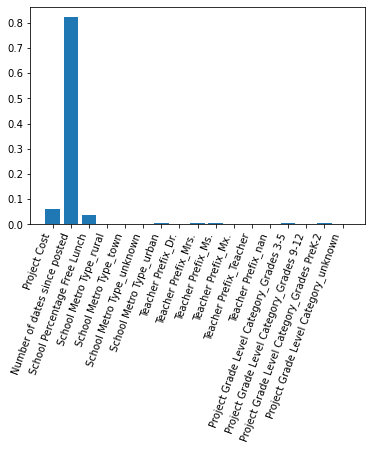 0.8
0.7
0.6
0.5
0.4
0.3
0.2
0.1
0.0
Project Cost
Number of dates since posted
School Percentage Free Lunch
School Metro Type_rural
School Metro Type_town
School Metro Type_unknown
School Metro Type_urban
Teacher Prefix_Dr.
Teacher Prefix_Mrs.
Teacher Prefix_Ms.
Teacher Prefix_Mx.
Teacher Prefix_Teacher
Teacher Prefix_nan
Project Grade Level Category_Grades 3-5
Project Grade Level Category_Grades 9-12
Project Grade Level Category_Grades PreK-2
Project Grade Level Category_unknown